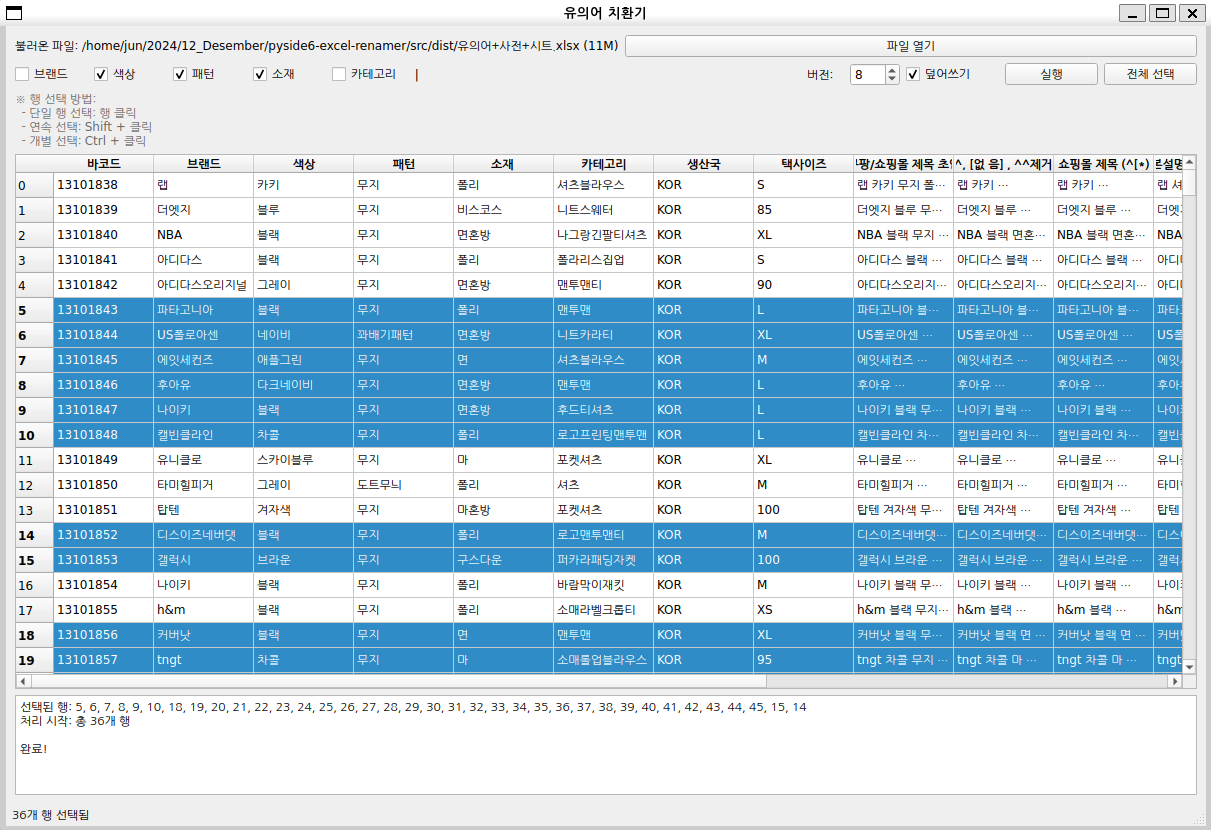 유의어 치환기
불러온 파일: /home/jun/2024/12_Desember/pyside6-excel-renamer/src/dist/유의어+사전+시트.xlsx (11M) 파일 열기
브랜드 색상 패턴 소재 카테고리 | 버전: 8 덮어쓰기 실행 전체 선택
※ 행 선택 방법:
- 단일 행 선택: 행 클릭
- 연속 선택: Shift + 클릭
- 개별 선택: Ctrl + 클릭
바코드 브랜드 색상 패턴 소재 카테고리 생산국 택사이즈 팡/쇼핑몰 제목 초 ^, [없 음] , ^^제거 쇼핑몰 제목 (^[*) 설명
0 13101838 랩 카키 무지 폴리 셔츠블라우스 KOR S 랩 카키 무지 폴… 랩 카키 … 랩 카키 … 랩 셔
1 13101839 더엣지 블루 무지 비스코스 니트스웨터 KOR 85 더엣지 블루 무… 더엣지 블루 … 더엣지 블루 … 더엣
2 13101840 NBA 블랙 무지 면혼방 나그랑긴팔티셔츠 KOR XL NBA 블랙 무지 … NBA 블랙 면혼… NBA 블랙 면혼… NBA
3 13101841 아디다스 블랙 무지 폴리 폴라리스집업 KOR S 아디다스 블랙 … 아디다스 블랙 … 아디다스 블랙 … 아디
4 13101842 아디다스오리지널 그레이 무지 면혼방 맨투맨티 KOR 90 아디다스오리지… 아디다스오리지… 아디다스오리지… 아디
5 13101843 파타고니아 블랙 무지 폴리 맨투맨 KOR L 파타고니아 블… 파타고니아 블… 파타고니아 블… 파타
6 13101844 US폴로아센 네이비 꽈배기패턴 면혼방 니트카라티 KOR XL US폴로아센 … US폴로아센 … US폴로아센 … US폴
7 13101845 에잇세컨즈 애플그린 무지 면 셔츠블라우스 KOR M 에잇세컨즈 … 에잇세컨즈 … 에잇세컨즈 … 에잇
8 13101846 후아유 다크네이비 무지 면혼방 맨투맨 KOR L 후아유 … 후아유 … 후아유 … 후아
9 13101847 나이키 블랙 무지 면혼방 후드티셔츠 KOR L 나이키 블랙 무… 나이키 블랙 … 나이키 블랙 … 나이
10 13101848 캘빈클라인 차콜 무지 폴리 로고프린팅맨투맨 KOR L 캘빈클라인 차… 캘빈클라인 차… 캘빈클라인 차… 캘빈
11 13101849 유니클로 스카이블루 무지 마 포켓셔츠 KOR XL 유니클로 … 유니클로 … 유니클로 … 유니
12 13101850 타미힐피거 그레이 도트무늬 폴리 셔츠 KOR M 타미힐피거 … 타미힐피거 … 타미힐피거 … 타미
13 13101851 탑텐 겨자색 무지 마혼방 포켓셔츠 KOR 100 탑텐 겨자색 무… 탑텐 겨자색 … 탑텐 겨자색 … 탑텐
14 13101852 디스이즈네버댓 블랙 무지 폴리 로고맨투맨티 KOR M 디스이즈네버댓… 디스이즈네버댓… 디스이즈네버댓… 디스
15 13101853 갤럭시 브라운 무지 구스다운 퍼카라패딩자켓 KOR 100 갤럭시 브라운 … 갤럭시 브라운 … 갤럭시 브라운 … 갤럭
16 13101854 나이키 블랙 무지 폴리 바람막이재킷 KOR M 나이키 블랙 무… 나이키 블랙 … 나이키 블랙 … 나이
17 13101855 h&m 블랙 무지 폴리 소매라벨크롭티 KOR XS h&m 블랙 무지… h&m 블랙 … h&m 블랙 … h&m
18 13101856 커버낫 블랙 무지 면 맨투맨 KOR XL 커버낫 블랙 무… 커버낫 블랙 면 … 커버낫 블랙 면 … 커버
19 13101857 tngt 차콜 무지 마 소매롤업블라우스 KOR 95 tngt 차콜 무지 … tngt 차콜 마 … tngt 차콜 마 … tngt
선택된 행: 5, 6, 7, 8, 9, 10, 18, 19, 20, 21, 22, 23, 24, 25, 26, 27, 28, 29, 30, 31, 32, 33, 34, 35, 36, 37, 38, 39, 40, 41, 42, 43, 44, 45, 15, 14
처리 시작: 총 36개 행
완료!
36개 행 선택됨